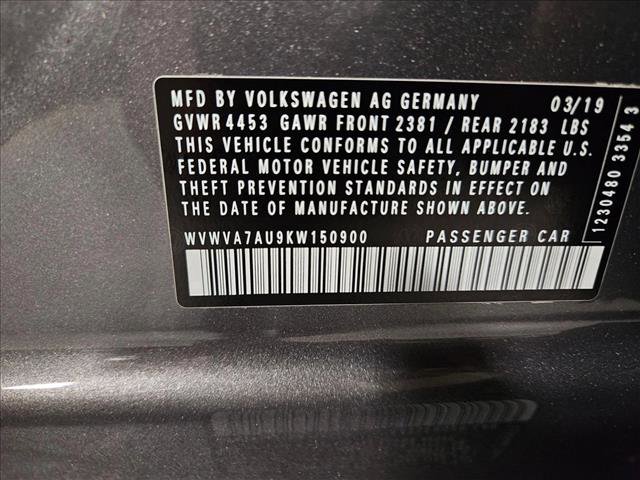 MFD BY VOLKSWAGEN AG GERMANY 03/19
GVWR 4453 GAWR FRONT 2381 / REAR 2183 LBS
THIS VEHICLE CONFORMS TO ALL APPLICABLE U.S.
FEDERAL MOTOR VEHICLE SAFETY, BUMPER AND
THEFT PREVENTION STANDARDS IN EFFECT ON
THE DATE OF MANUFACTURE SHOWN ABOVE.
WVWVA7AU9KW150900 PASSENGER CAR
1230480 3354 3